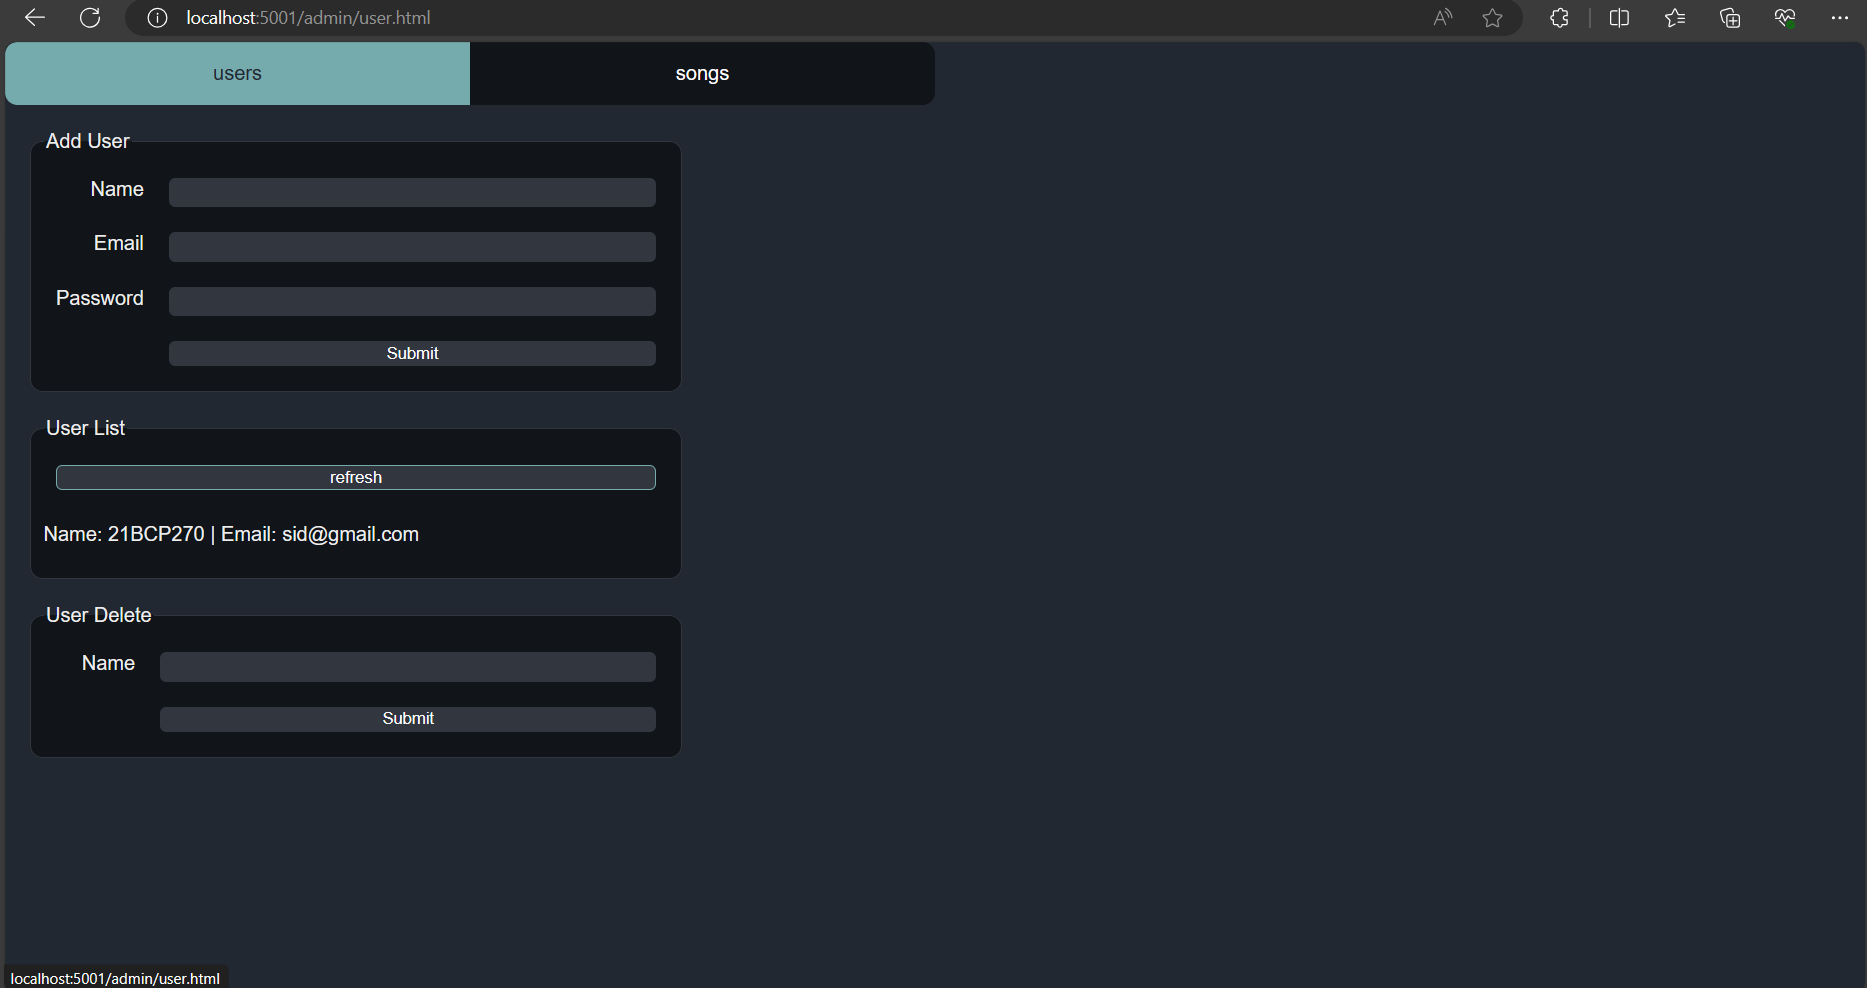 localhost:5001/admin/user.html
users songs
Add User
Name
Email
Password
Submit
User List
refresh
Name: 21BCP270 | Email: sid@gmail.com
User Delete
Name
Submit
localhost:5001/admin/user.html